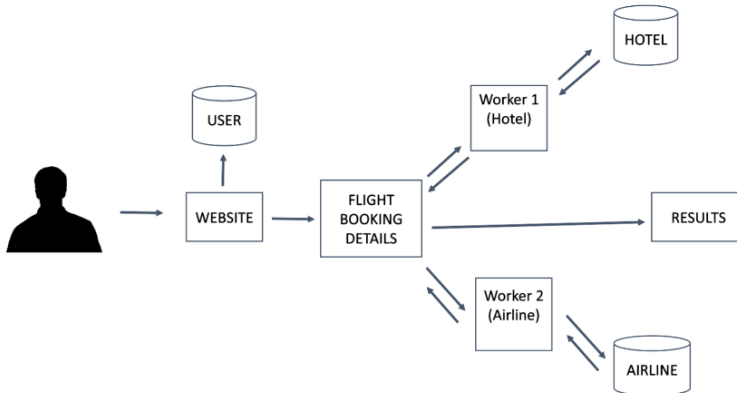 HOTEL
Worker 1
(Hotel)
USER
WEBSITE
FLIGHT
BOOKING
DETAILS
RESULTS
Worker 2
(Airline)
AIRLINE